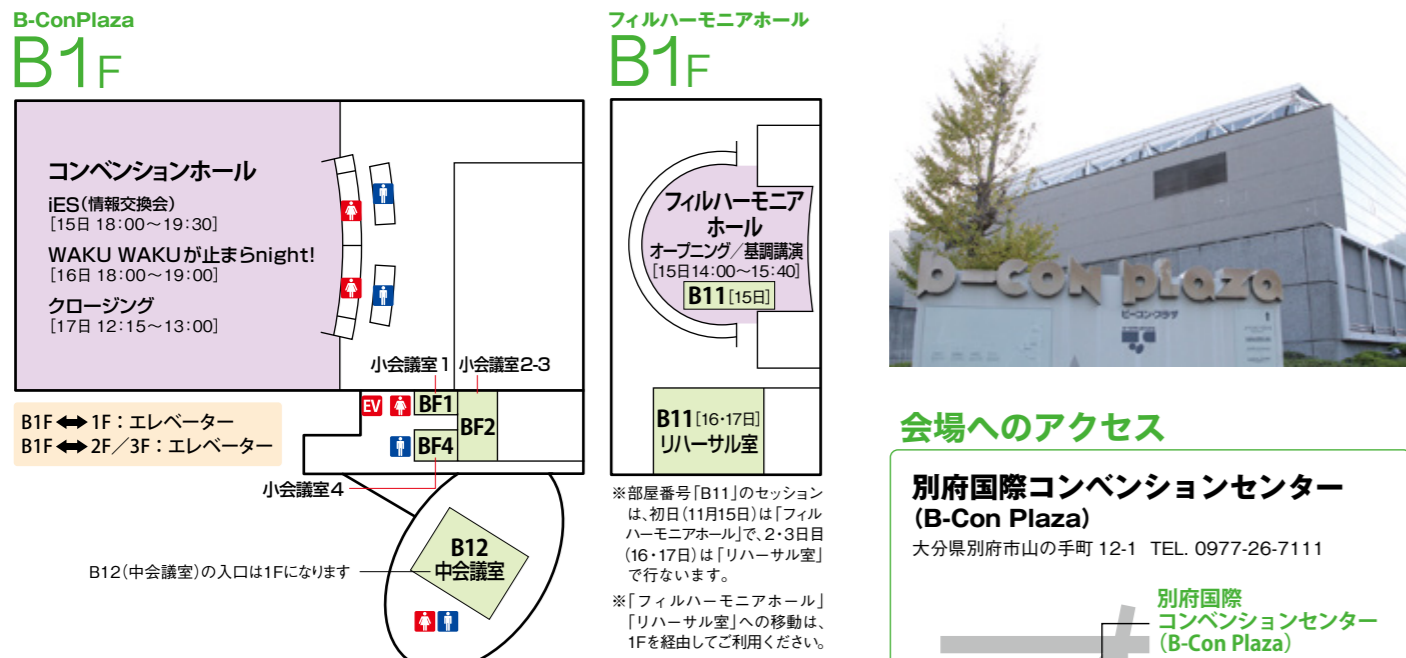 B-ConPlaza
B1F
コンベンションホール
iES(情報交換会)
[15日 18:00～19:30]
WAKU WAKUが止まらnight!
[16日 18:00～19:00]
クロージング
[17日 12:15～13:00]
小会議室1
小会議室2-3
EV
BF1
BF2
BF4
B1F ⬌ 1F：エレベーター
B1F ⬌ 2F／3F：エレベーター
小会議室4
B12
中会議室
B12(中会議室)の入口は1Fになります
フィルハーモニアホール
B1F
フィルハーモニア
ホール
オープニング／基調講演
[15日14:00～15:40]
B11[15日]
B11[16・17日]
リハーサル室
※部屋番号「B11」のセッション
は、初日(11月15日)は「フィル
ハーモニアホール」で、2・3日目
(16・17日)は「リハーサル室」
で行ないます。
※「フィルハーモニアホール」
「リハーサル室」への移動は、
1Fを経由してご利用ください。
b-con plaza
ビーコンプラザ
会場へのアクセス
別府国際コンベンションセンター
(B-Con Plaza)
大分県別府市山の手町 12-1 TEL. 0977-26-7111
別府国際
コンベンションセンター
(B-Con Plaza)